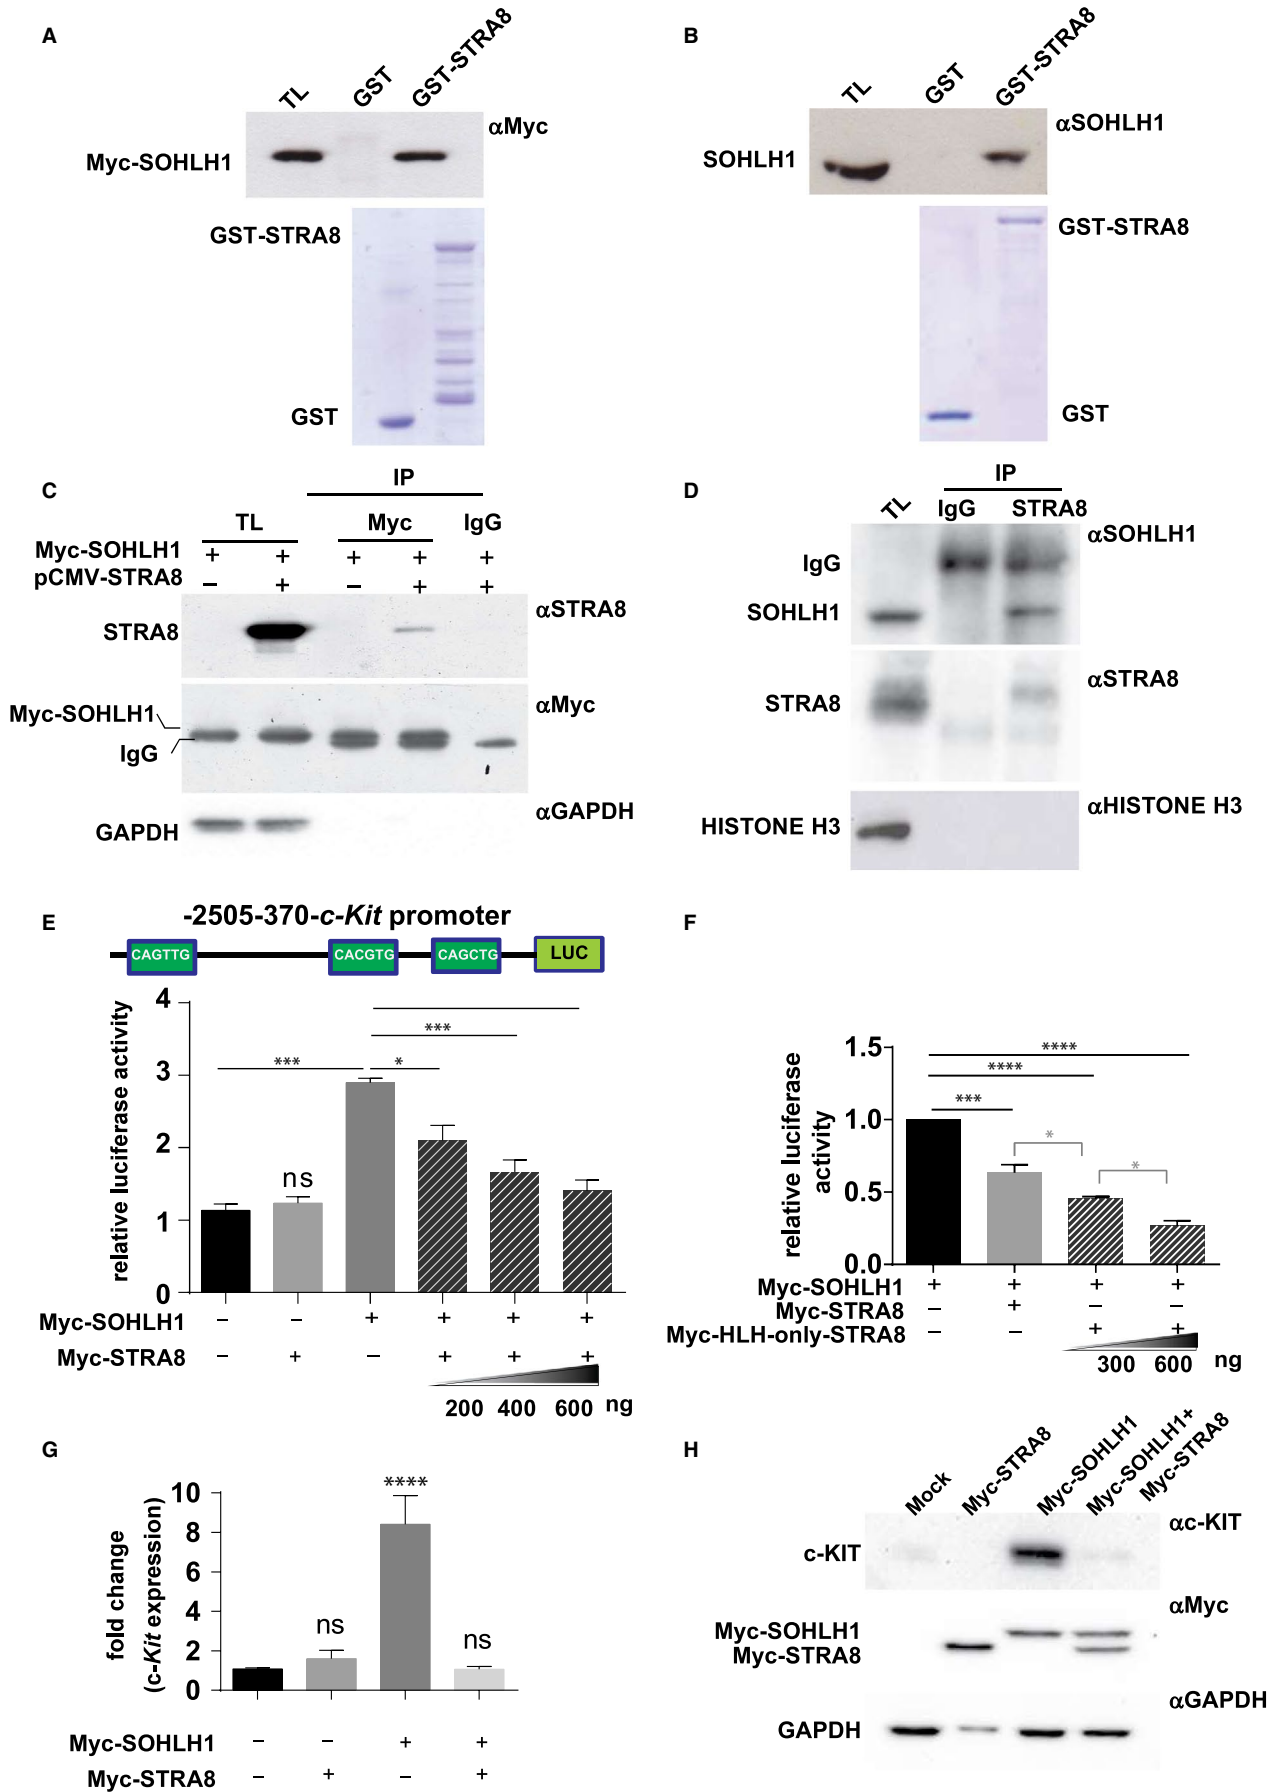 A
TL GST GST-STRA8
αMyc
Myc-SOHLH1
GST-STRA8
GST
B
TL GST GST-STRA8
αSOHLH1
SOHLH1
GST-STRA8
GST
C
IP
TL Myc IgG
Myc-SOHLH1 + + + + +
pCMV-STRA8 – + – + +
αSTRA8
STRA8
αMyc
Myc-SOHLH1
IgG
αGAPDH
GAPDH
D
IP
TL IgG STRA8
αSOHLH1
IgG
SOHLH1
αSTRA8
STRA8
αHISTONE H3
HISTONE H3
E
-2505-370-c-Kit promoter
CAGTTG CACGTG CAGCTG LUC
relative luciferase activity
4
3
2
1
0
***
*
***
ns
Myc-SOHLH1 – – + + + +
Myc-STRA8 – + – + + +
200 400 600 ng
F
relative luciferase
activity
1.5
1.0
0.5
0.0
****
****
***
*
*
Myc-SOHLH1 + + + +
Myc-STRA8 – + – –
Myc-HLH-only-STRA8 – – + +
300 600 ng
G
fold change
(c-Kit expression)
10
8
6
4
2
0
ns
****
ns
Myc-SOHLH1 – – + +
Myc-STRA8 – + – +
H
Mock Myc-STRA8 Myc-SOHLH1 Myc-SOHLH1+
Myc-STRA8
αc-KIT
c-KIT
αMyc
Myc-SOHLH1
Myc-STRA8
αGAPDH
GAPDH